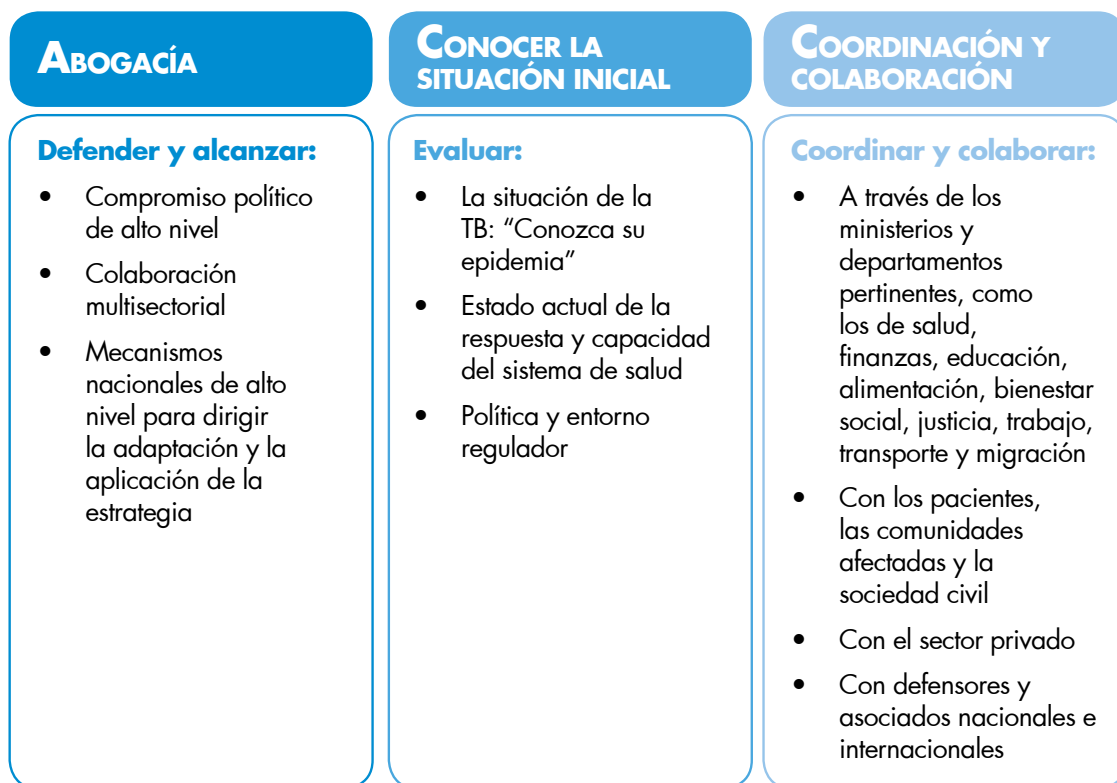 ABOGACÍA
Defender y alcanzar:
• Compromiso político
de alto nivel
• Colaboración
multisectorial
• Mecanismos
nacionales de alto
nivel para dirigir
la adaptación y la
aplicación de la
estrategia
CONOCER LA
SITUACIÓN INICIAL
Evaluar:
• La situación de la
TB: “Conozca su
epidemia”
• Estado actual de la
respuesta y capacidad
del sistema de salud
• Política y entorno
regulador
COORDINACIÓN Y
COLABORACIÓN
Coordinar y colaborar:
• A través de los
ministerios y
departamentos
pertinentes, como
los de salud,
finanzas, educación,
alimentación, bienestar
social, justicia, trabajo,
transporte y migración
• Con los pacientes,
las comunidades
afectadas y la
sociedad civil
• Con el sector privado
• Con defensores y
asociados nacionales e
internacionales